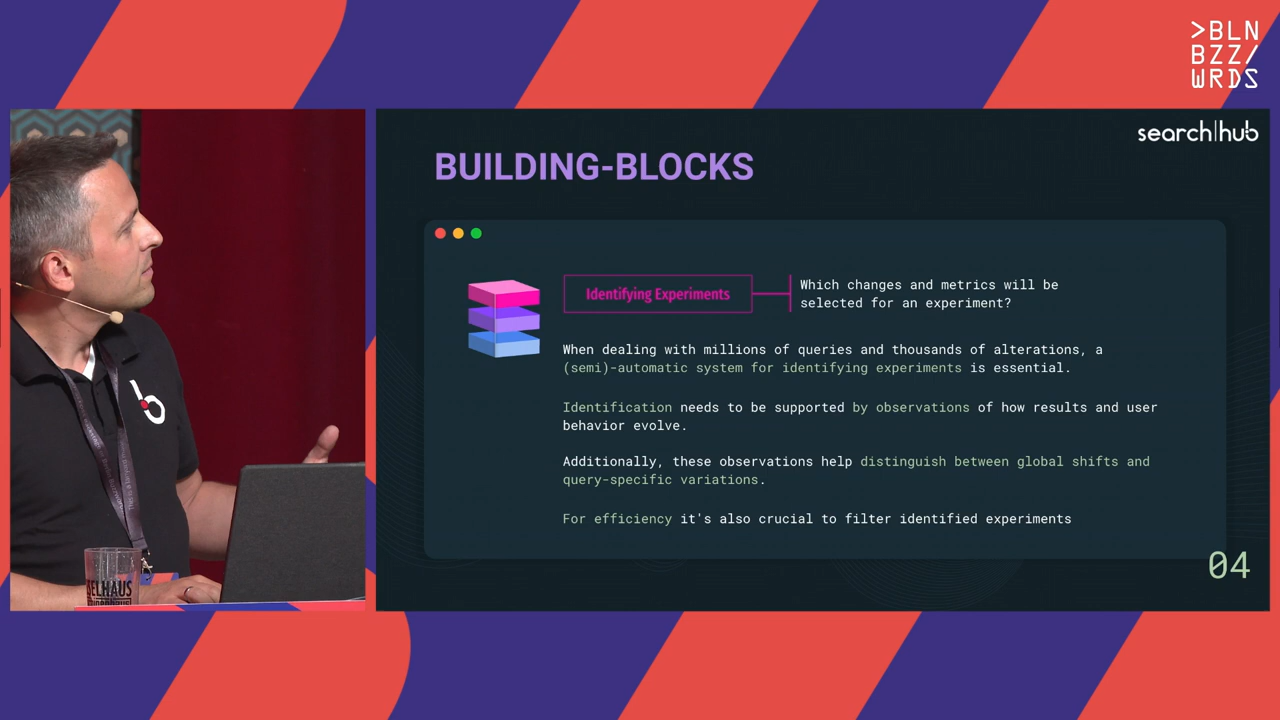 >BLN
BZZ/
WRDS
search|hub
BUILDING-BLOCKS
Identifying Experiments
Which changes and metrics will be
selected for an experiment?
When dealing with millions of queries and thousands of alterations, a
(semi)-automatic system for identifying experiments is essential.
Identification needs to be supported by observations of how results and user
behavior evolve.
Additionally, these observations help distinguish between global shifts and
query-specific variations.
For efficiency it's also crucial to filter identified experiments
04